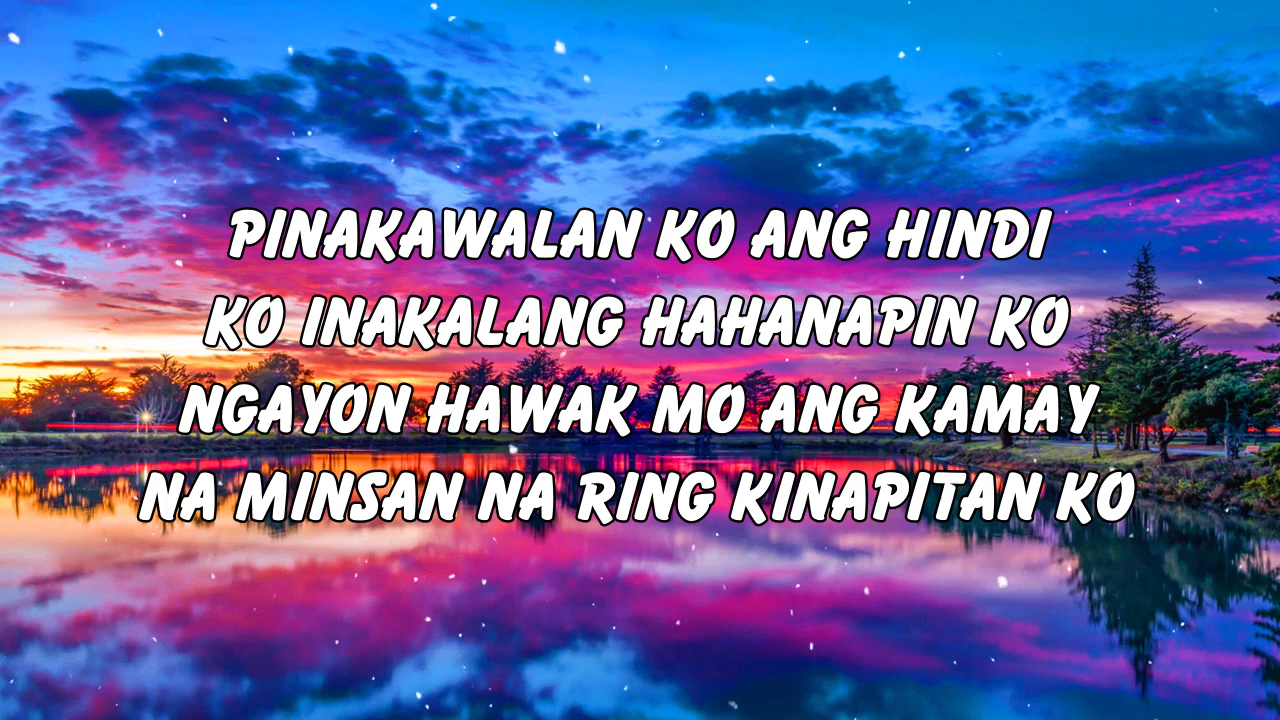 PINAKAWALAN KO ANG HINDI
KO INAKALANG HAHANAPIN KO
NGAYON HAWAK MO ANG KAMAY
NA MINSAN NA RING KINAPITAN KO